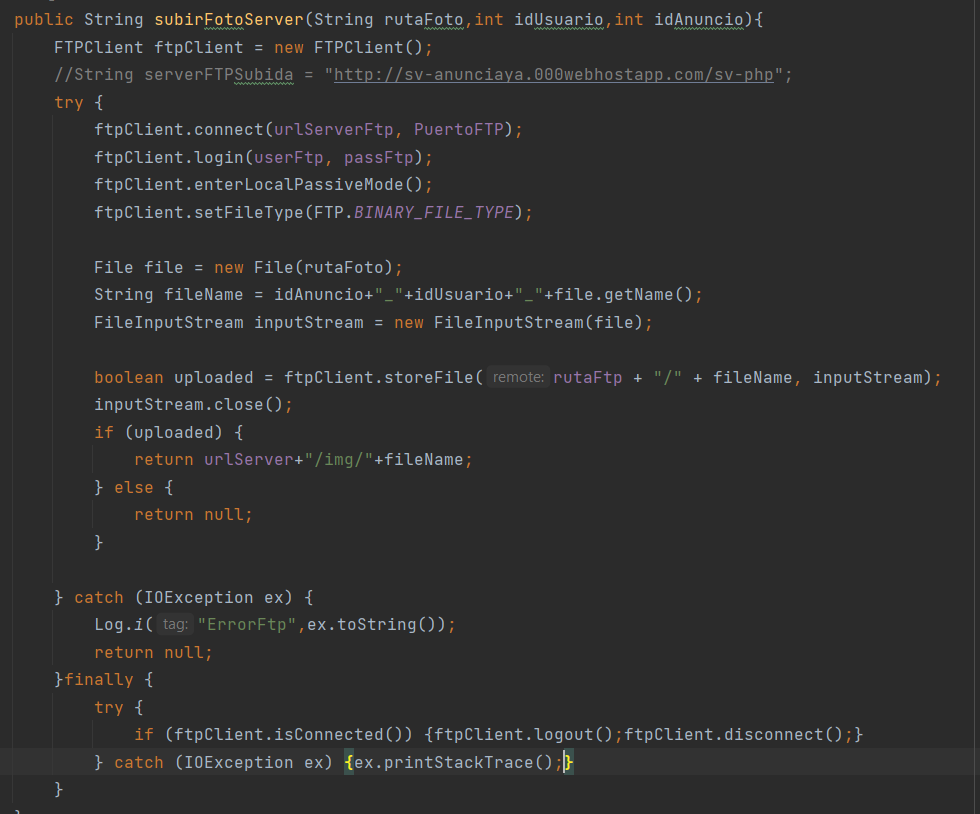 public String subirFotoServer(String rutaFoto,int idUsuario,int idAnuncio){
FTPClient ftpClient = new FTPClient();
//String serverFTPSubida = "http://sv-anunciaya.000webhostapp.com/sv-php";
try {
ftpClient.connect(urlServerFtp, PuertoFTP);
ftpClient.login(userFtp, passFtp);
ftpClient.enterLocalPassiveMode();
ftpClient.setFileType(FTP.BINARY_FILE_TYPE);
File file = new File(rutaFoto);
String fileName = idAnuncio+"_"+idUsuario+"_"+file.getName();
FileInputStream inputStream = new FileInputStream(file);
boolean uploaded = ftpClient.storeFile( remote: rutaFtp + "/" + fileName, inputStream);
inputStream.close();
if (uploaded) {
return urlServer+"/img/"+fileName;
} else {
return null;
}
} catch (IOException ex) {
Log.i( tag: "ErrorFtp",ex.toString());
return null;
}finally {
try {
if (ftpClient.isConnected()) {ftpClient.logout();ftpClient.disconnect();}
} catch (IOException ex) {ex.printStackTrace();}
}